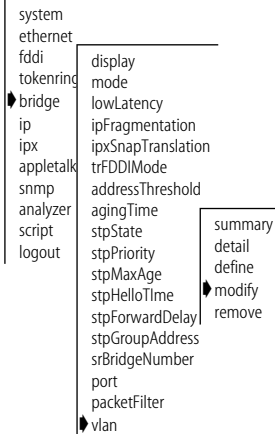 system
ethernet
fddi
tokenring
bridge
ip
ipx
appletalk
snmp
analyzer
script
logout
display
mode
lowLatency
ipFragmentation
ipxSnapTranslation
trFDDIMode
addressThreshold
agingTime
stpState
stpPriority
stpMaxAge
stpHelloTIme
stpForwardDelay
stpGroupAddress
srBridgeNumber
port
packetFilter
vlan
summary
detail
define
modify
remove